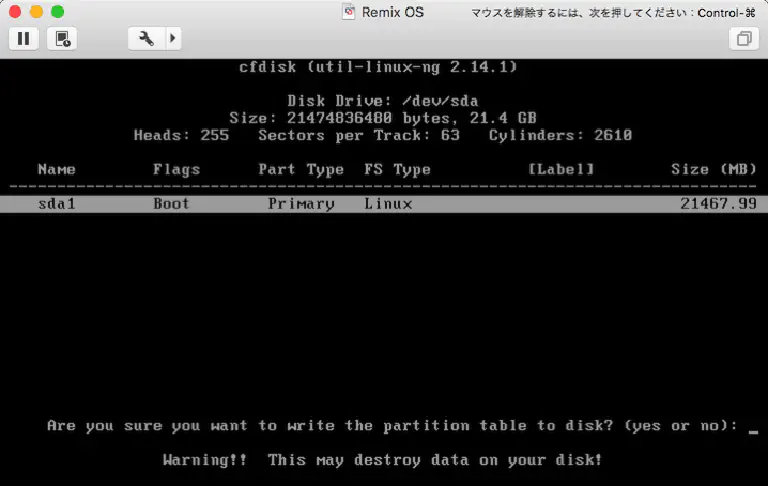 Remix OS
マウスを解除するには、次を押してください：Control-⌘
cfdisk (util-linux-ng 2.14.1)
Disk Drive: /dev/sda
Size: 21474836480 bytes, 21.4 GB
Heads: 255 Sectors per Track: 63 Cylinders: 2610
Name Flags Part Type FS Type [Label] Size (MB)
sda1 Boot Primary Linux 21467.99
Are you sure you want to write the partition table to disk? (yes or no): _
Warning!! This may destroy data on your disk!